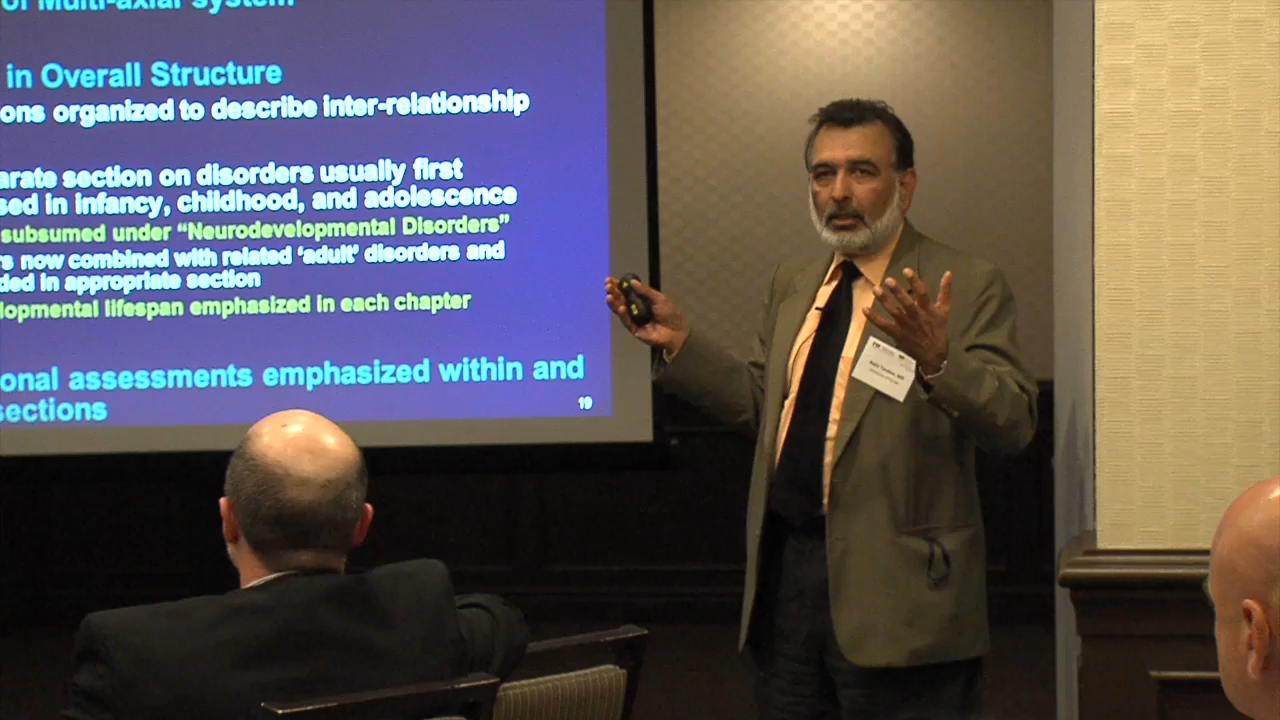 of Multi-axial system
in Overall Structure
ons organized to describe inter-relationship
arate section on disorders usually first
sed in infancy, childhood, and adolescence
subsumed under “Neurodevelopmental Disorders”
rs now combined with related ‘adult’ disorders and
ded in appropriate section
lopmental lifespan emphasized in each chapter
onal assessments emphasized within and
sections
19